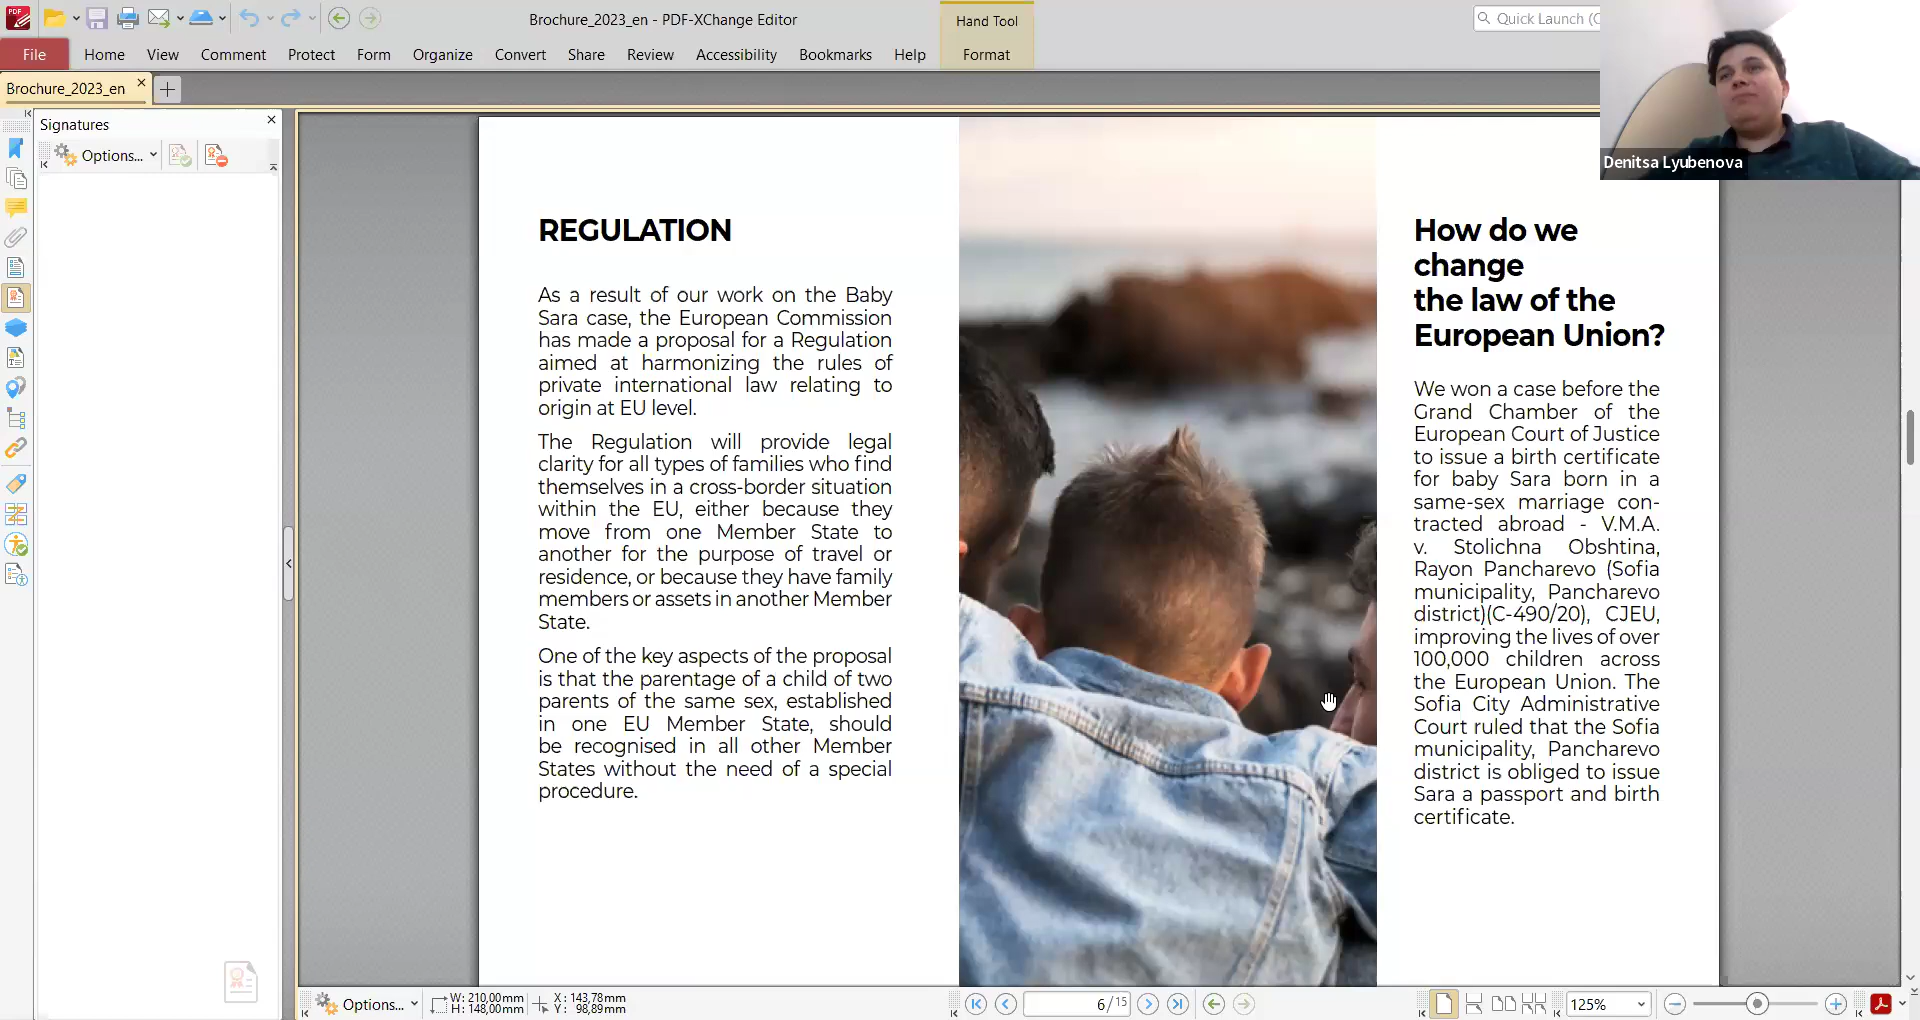 Brochure_2023_en - PDF-XChange Editor
Hand Tool
Quick Launch (C
File
Home
View
Comment
Protect
Form
Organize
Convert
Share
Review
Accessibility
Bookmarks
Help
Format
Brochure_2023_en
Signatures
Options...
Denitsa Lyubenova
REGULATION
As a result of our work on the Baby
Sara case, the European Commission
has made a proposal for a Regulation
aimed at harmonizing the rules of
private international law relating to
origin at EU level.
The Regulation will provide legal
clarity for all types of families who find
themselves in a cross-border situation
within the EU, either because they
move from one Member State to
another for the purpose of travel or
residence, or because they have family
members or assets in another Member
State.
One of the key aspects of the proposal
is that the parentage of a child of two
parents of the same sex, established
in one EU Member State, should
be recognised in all other Member
States without the need of a special
procedure.
How do we
change
the law of the
European Union?
We won a case before the
Grand Chamber of the
European Court of Justice
to issue a birth certificate
for baby Sara born in a
same-sex marriage con-
tracted abroad - V.M.A.
v. Stolichna Obshtina,
Rayon Pancharevo (Sofia
municipality, Pancharevo
district)(C-490/20), CJEU,
improving the lives of over
100,000 children across
the European Union. The
Sofia City Administrative
Court ruled that the Sofia
municipality, Pancharevo
district is obliged to issue
Sara a passport and birth
certificate.
Options...
W: 210,00mm
H: 148,00mm
X: 143,78mm
Y: 98,89mm
6/15
125%